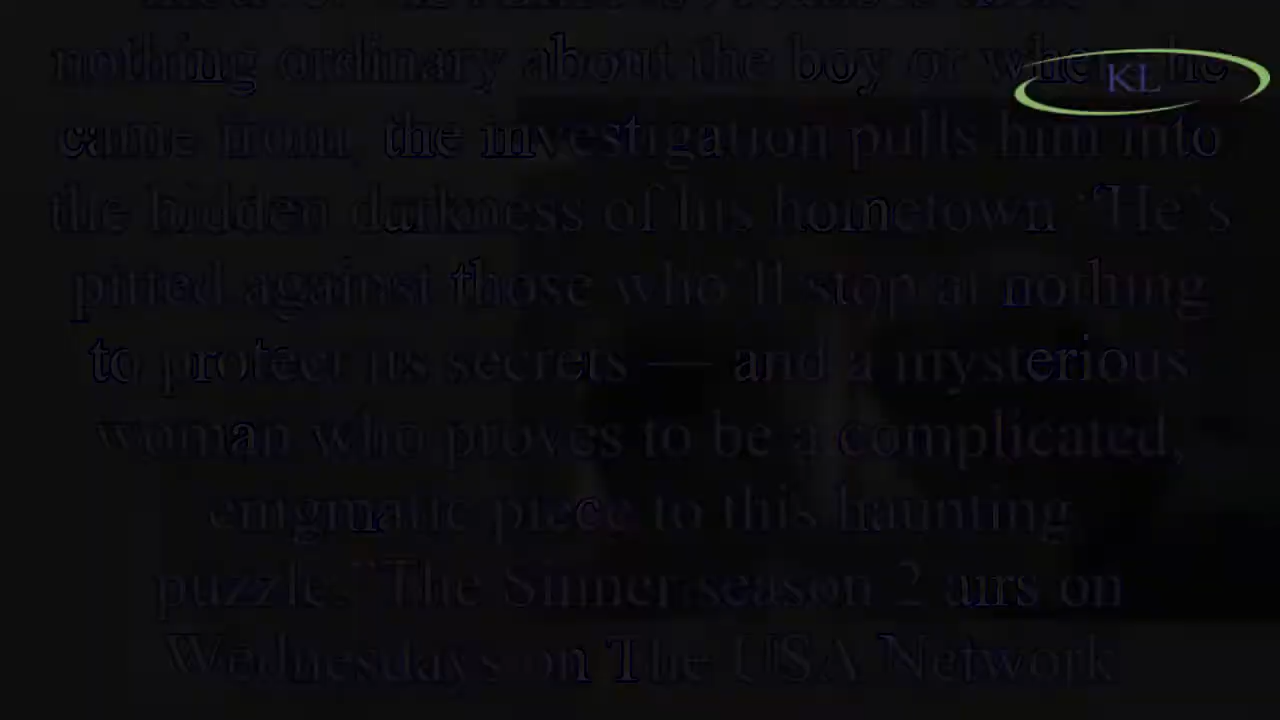 nothing ordinary about the boy or where he
KL
came from, the investigation pulls him into
the hidden darkness of his hometown “He’s
pitted against those who’ll stop at nothing
to protect its secrets — and a mysterious
woman who proves to be a complicated,
enigmatic piece to this haunting
puzzle.”The Sinner season 2 airs on
Wednesdays on The USA Network